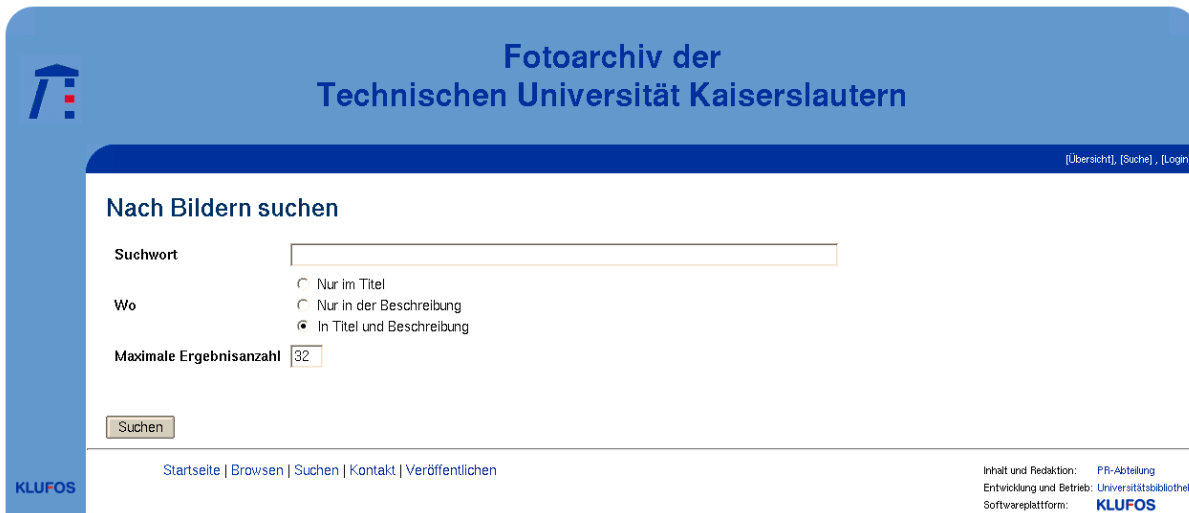 Fotoarchiv der
Technischen Universität Kaiserslautern
[Übersicht], [Suche] , [Login
Nach Bildern suchen
Suchwort
Nur im Titel
Wo
Nur in der Beschreibung
In Titel und Beschreibung
Maximale Ergebnisanzahl 32
Suchen
Startseite | Browsen | Suchen | Kontakt | Veröffentlichen
Inhalt und Redaktion: PR-Abteilung
KLUFOS
Entwicklung und Betrieb: Universitätsbibliothek
Softwareplattform: KLUFOS